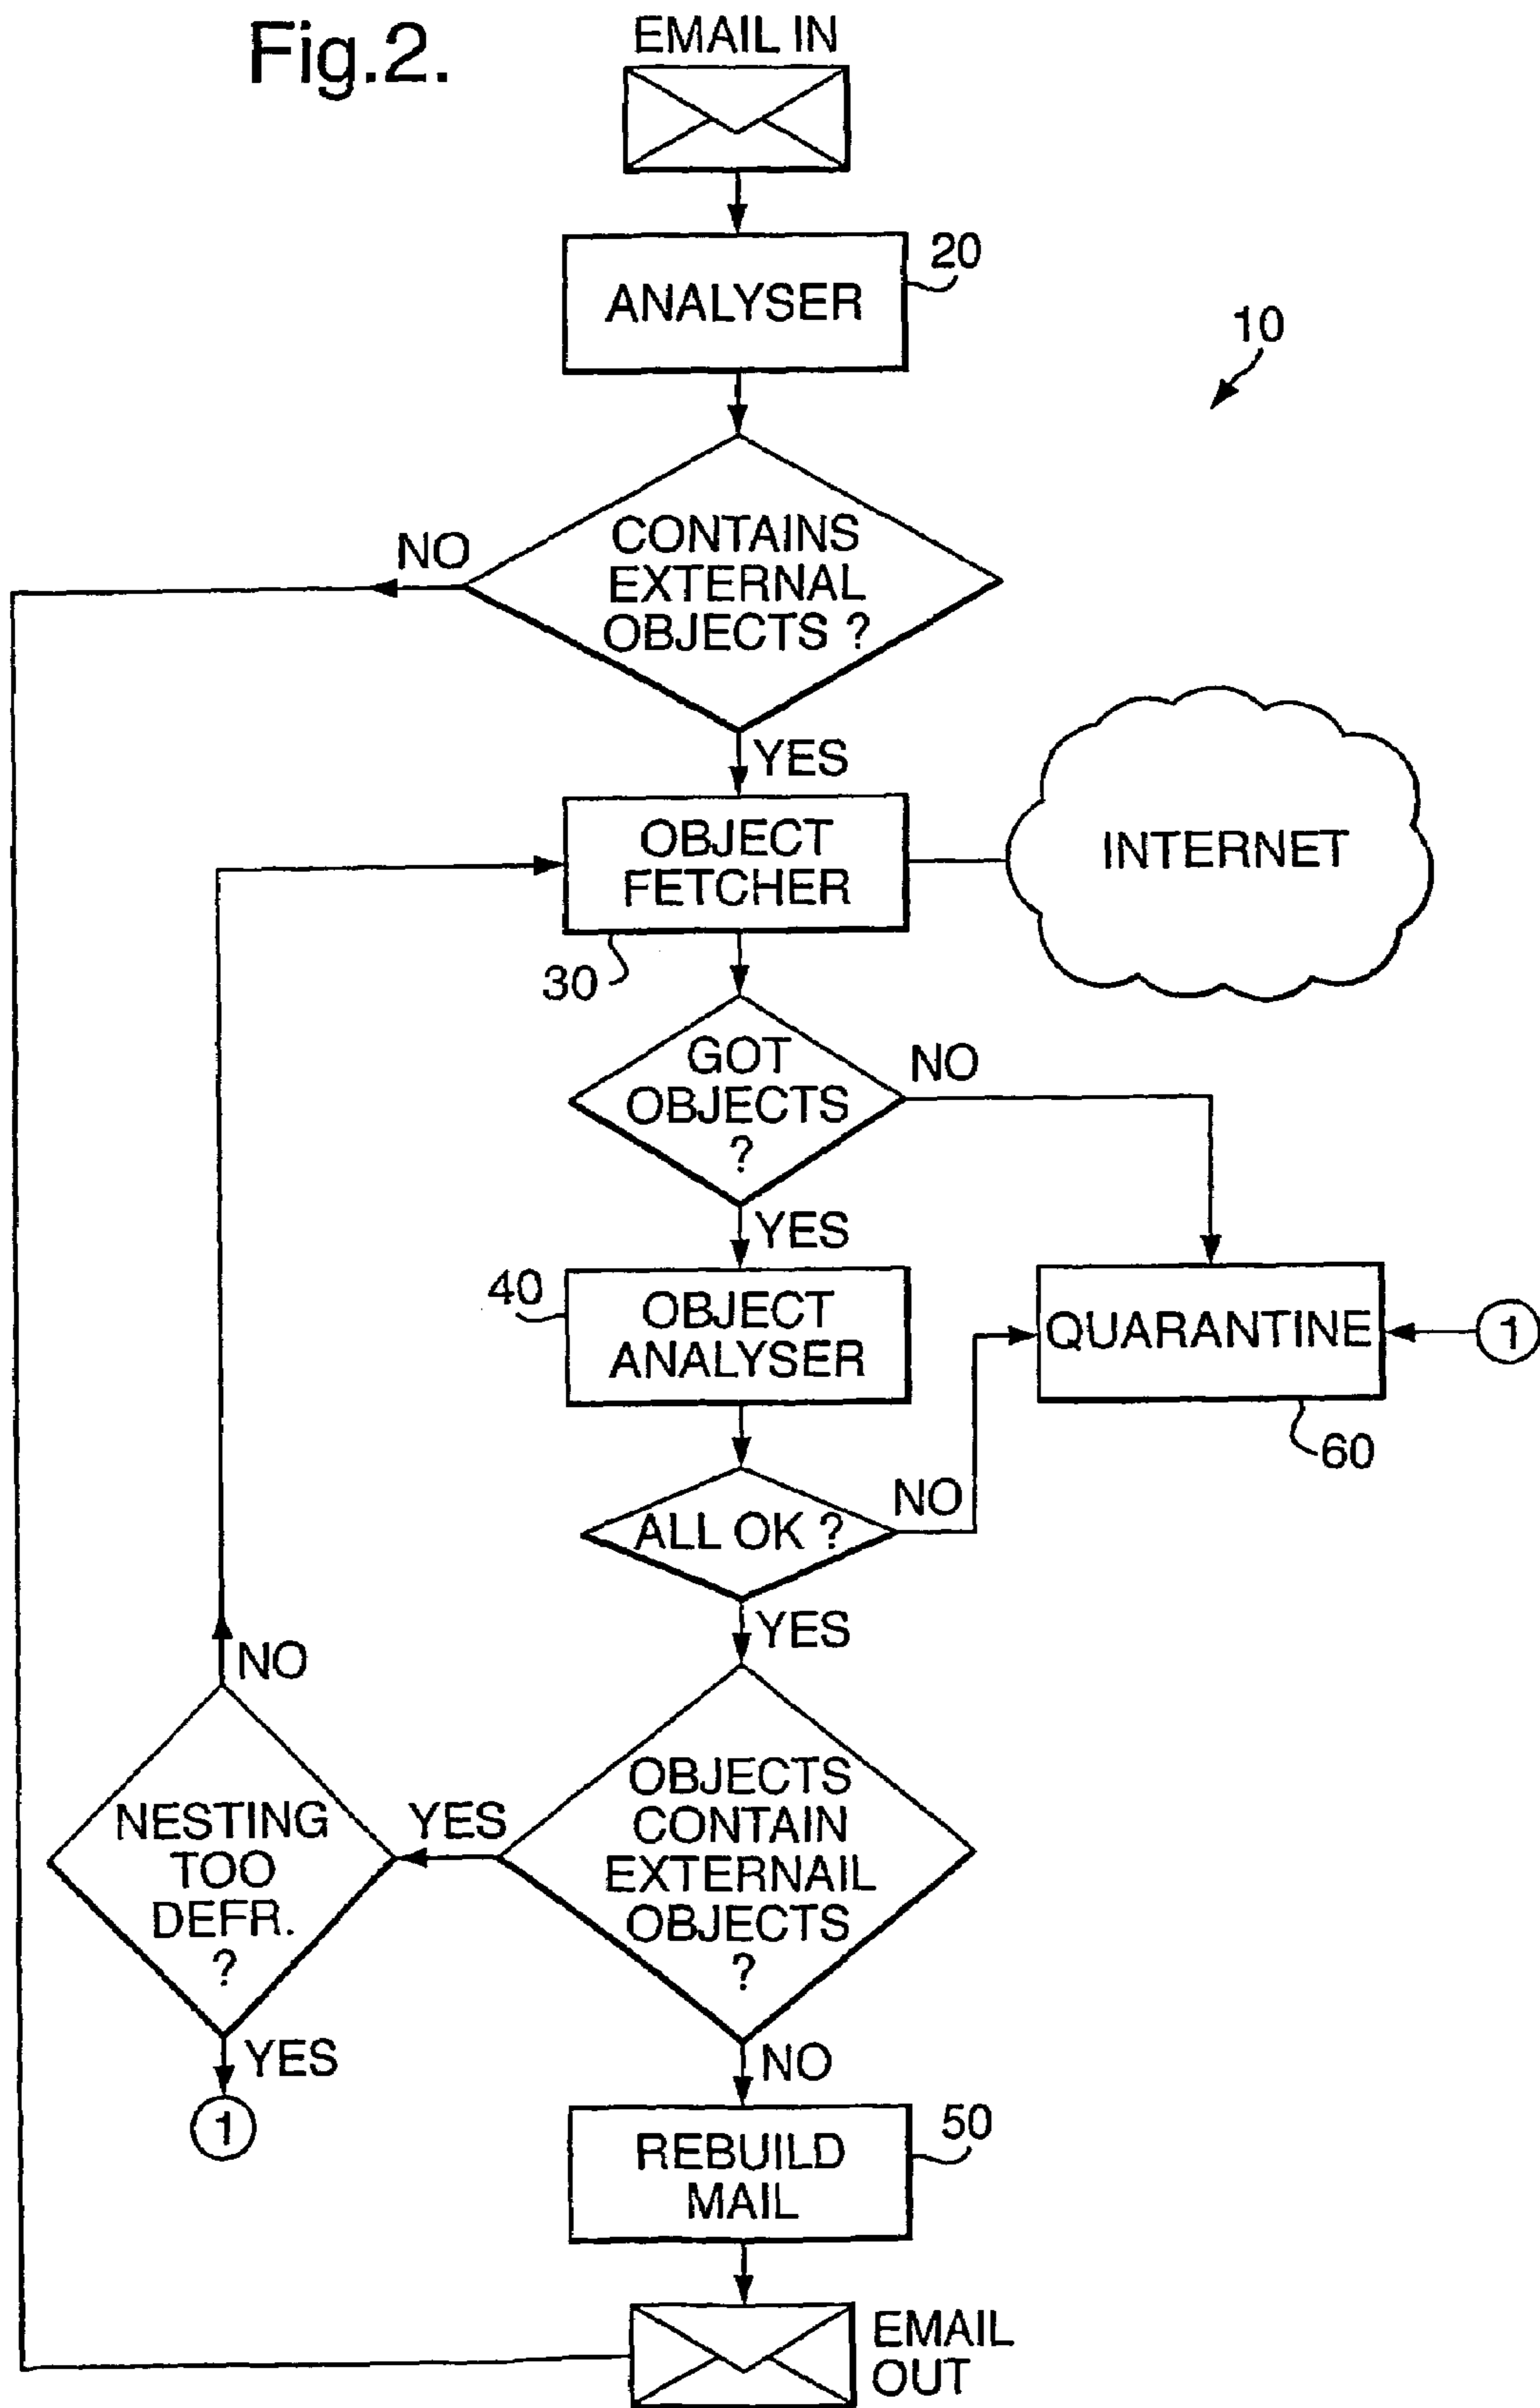 Fig.2.
EMAIL IN
ANALYSER
20
10
CONTAINS
EXTERNAL
OBJECTS ?
NO
YES
OBJECT
FETCHER
30
INTERNET
GOT
OBJECTS
?
NO
YES
40
OBJECT
ANALYSER
QUARANTINE
1
60
ALL OK ?
NO
YES
NO
OBJECTS
CONTAIN
EXTERNAIL
OBJECTS
?
YES
NESTING
TOO
DEFR.
?
YES
1
NO
REBUILD
MAIL
50
EMAIL
OUT